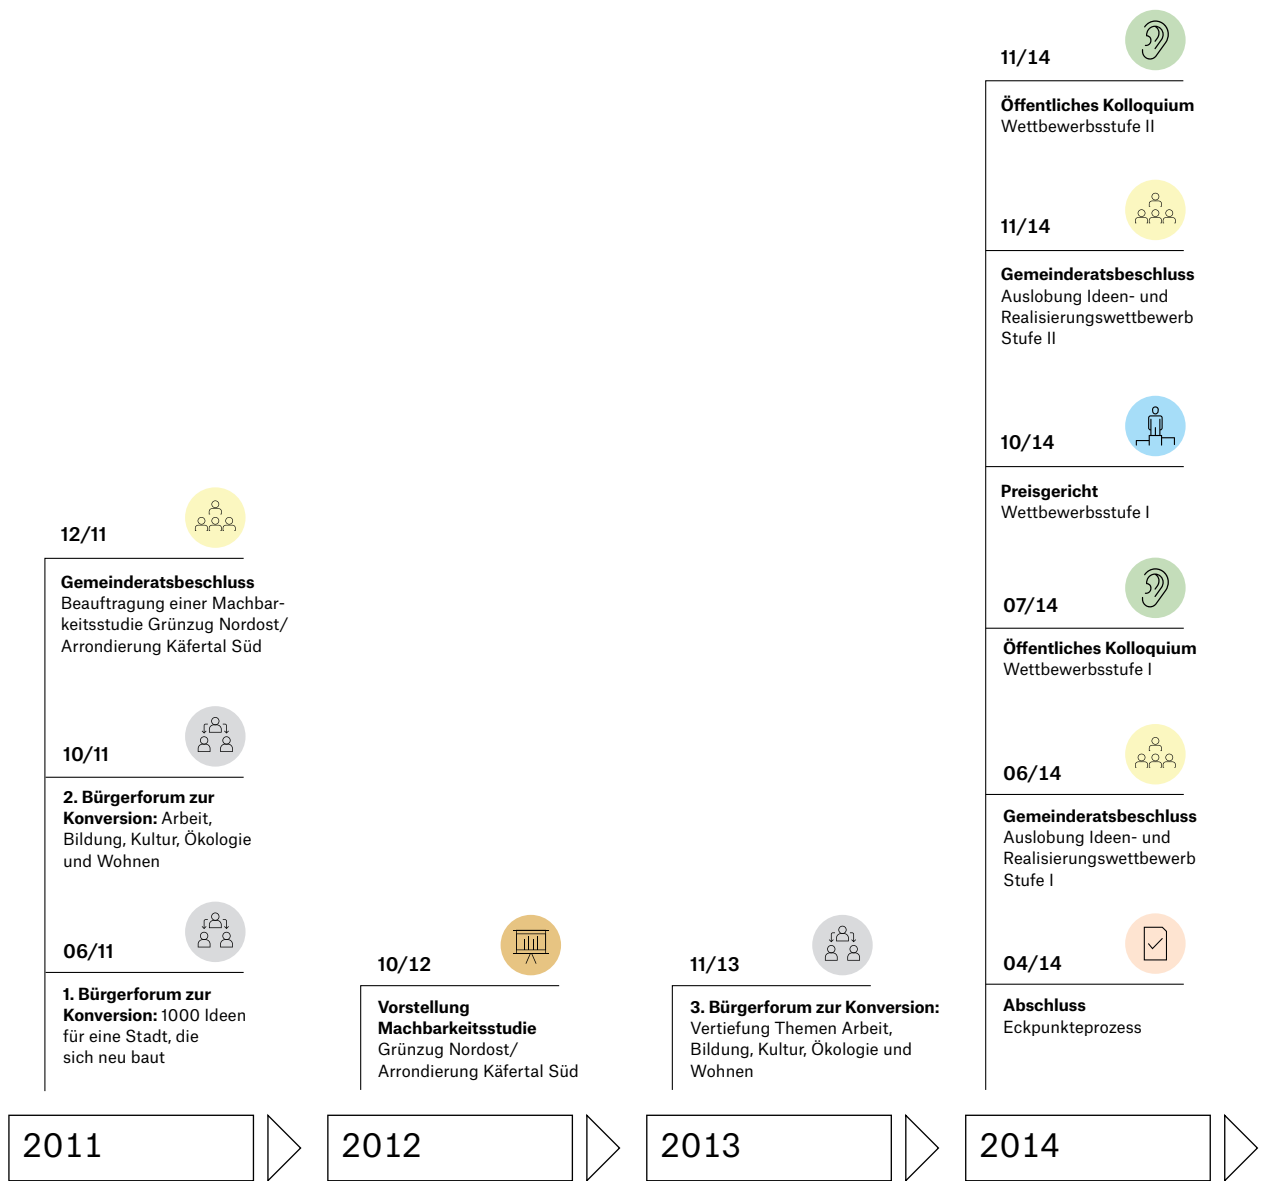 12/11
Gemeinderatsbeschluss
Beauftragung einer Machbar-
keitsstudie Grünzug Nordost/
Arrondierung Käfertal Süd
10/11
2. Bürgerforum zur
Konversion: Arbeit,
Bildung, Kultur, Ökologie
und Wohnen
06/11
1. Bürgerforum zur
Konversion: 1000 Ideen
für eine Stadt, die
sich neu baut
2011
10/12
Vorstellung
Machbarkeitsstudie
Grünzug Nordost/
Arrondierung Käfertal Süd
2012
11/13
3. Bürgerforum zur Konversion:
Vertiefung Themen Arbeit,
Bildung, Kultur, Ökologie und
Wohnen
2013
11/14
Öffentliches Kolloquium
Wettbewerbsstufe II
11/14
Gemeinderatsbeschluss
Auslobung Ideen- und
Realisierungswettbewerb
Stufe II
10/14
Preisgericht
Wettbewerbsstufe I
07/14
Öffentliches Kolloquium
Wettbewerbsstufe I
06/14
Gemeinderatsbeschluss
Auslobung Ideen- und
Realisierungswettbewerb
Stufe I
04/14
Abschluss
Eckpunkteprozess
2014